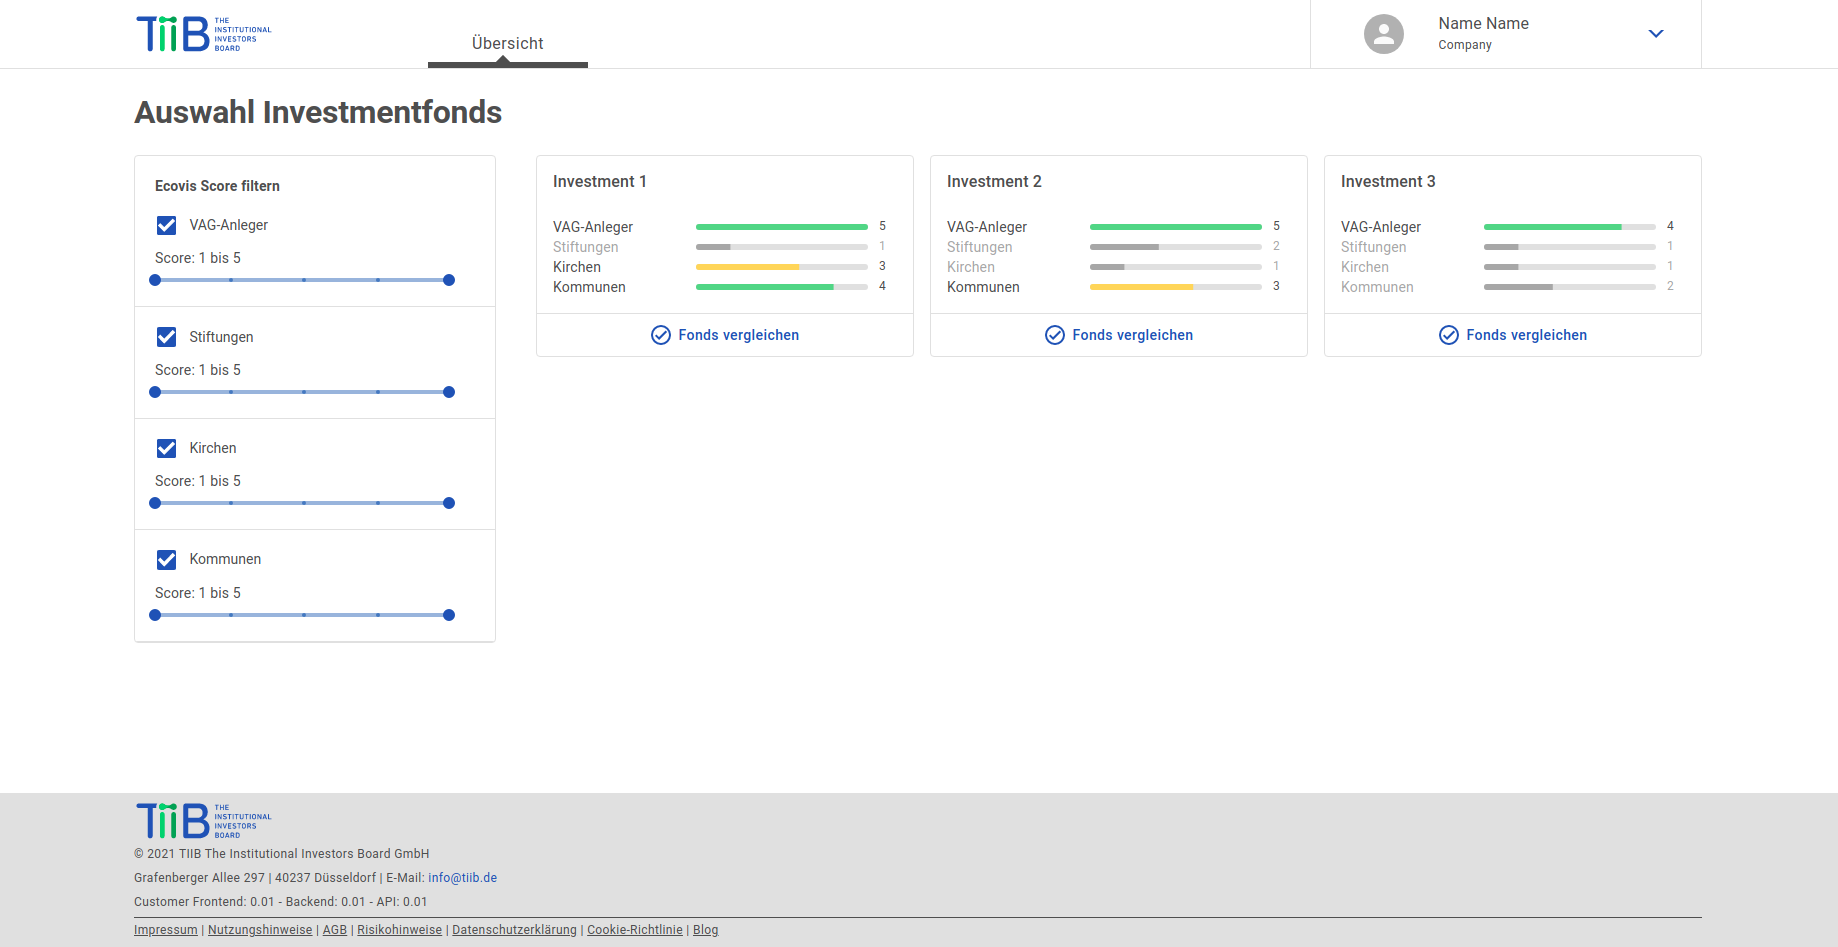 TiiB THE INSTITUTIONAL INVESTORS BOARD
Übersicht
Name Name
Company
Auswahl Investmentfonds
Ecovis Score filtern
VAG-Anleger
Score: 1 bis 5
Stiftungen
Score: 1 bis 5
Kirchen
Score: 1 bis 5
Kommunen
Score: 1 bis 5
Investment 1
VAG-Anleger 5
Stiftungen 1
Kirchen 3
Kommunen 4
Fonds vergleichen
Investment 2
VAG-Anleger 5
Stiftungen 2
Kirchen 1
Kommunen 3
Fonds vergleichen
Investment 3
VAG-Anleger 4
Stiftungen 1
Kirchen 1
Kommunen 2
Fonds vergleichen
TiiB THE INSTITUTIONAL INVESTORS BOARD
© 2021 TIIB The Institutional Investors Board GmbH
Grafenberger Allee 297 | 40237 Düsseldorf | E-Mail: info@tiib.de
Customer Frontend: 0.01 - Backend: 0.01 - API: 0.01
Impressum | Nutzungshinweise | AGB | Risikohinweise | Datenschutzerklärung | Cookie-Richtlinie | Blog